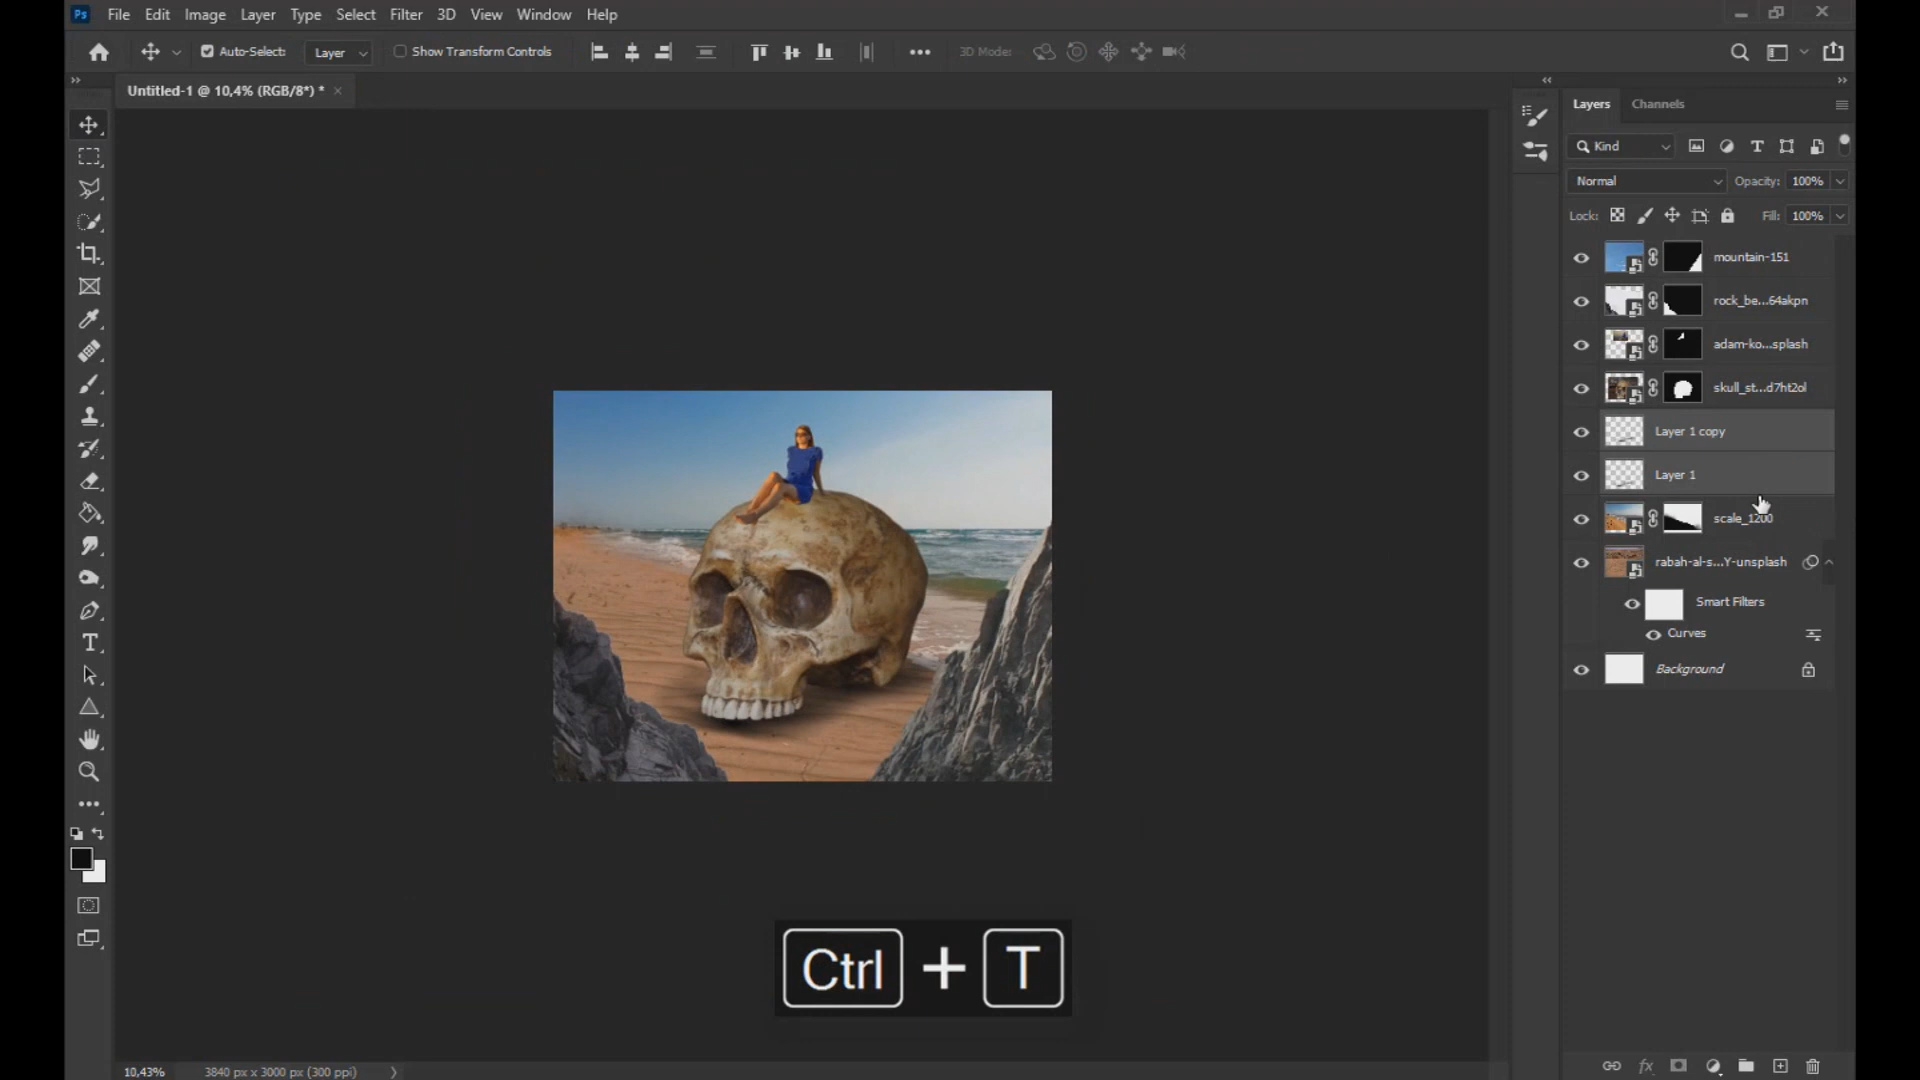 Ps File Edit Image Layer Type Select Filter 3D View Window Help
Auto-Select: Layer Show Transform Controls 3D Mode:
Untitled-1 @ 10,4% (RGB/8*) * ×
Layers Channels
Kind
Normal Opacity: 100%
Lock: Fill: 100%
mountain-151
rock_be...64akpn
adam-ko...splash
skull_st...d7ht2ol
Layer 1 copy
Layer 1
scale_1200
rabah-al-s...Y-unsplash
Smart Filters
Curves
Background
Ctrl + T
10,43% 3840 px x 3000 px (300 ppi)